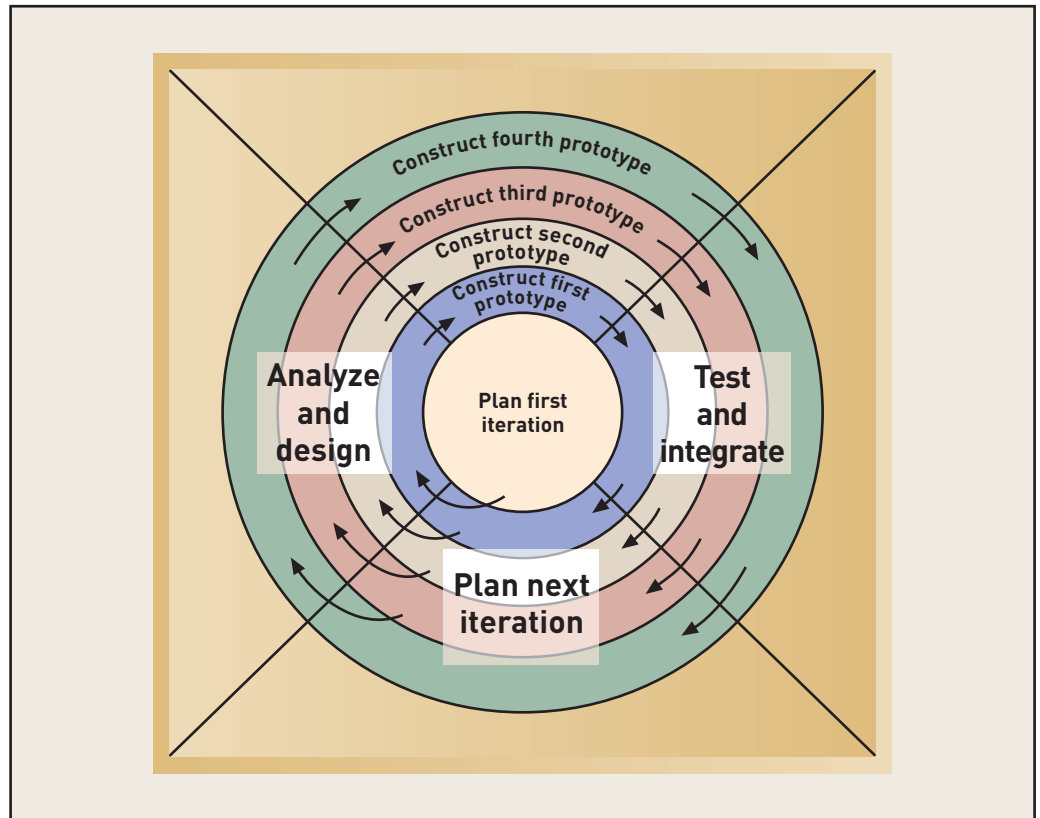 Construct fourth prototype
Construct third prototype
Construct second
prototype
Construct first
prototype
Plan first
iteration
Analyze
and
design
Test
and
integrate
Plan next
iteration